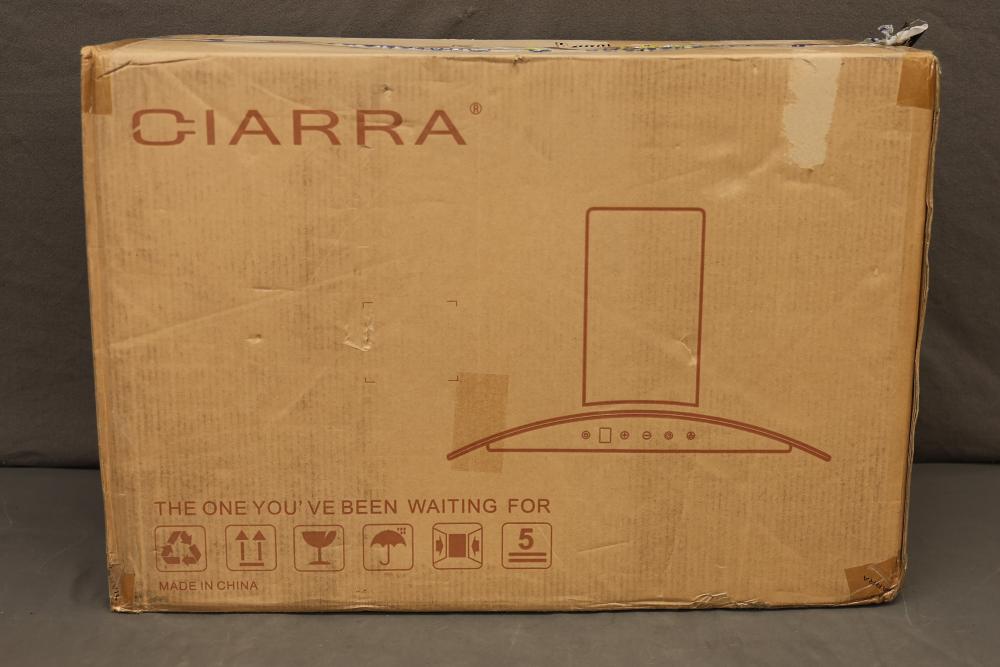 CIARRA®
THE ONE YOU'VE BEEN WAITING FOR
5
MADE IN CHINA